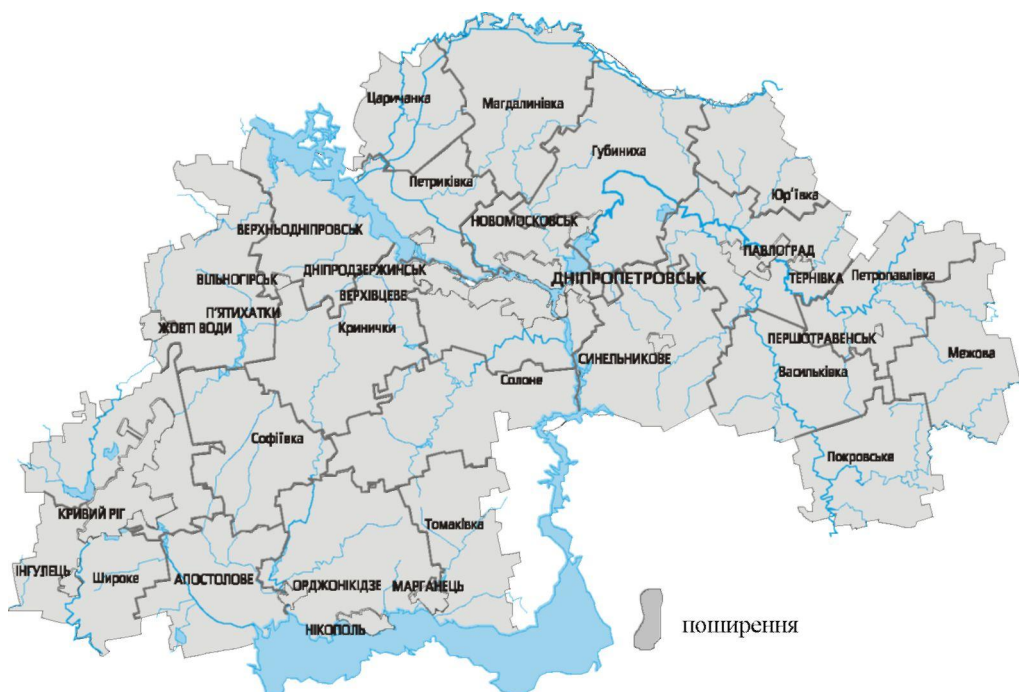 Царичанка
Магдалинівка
Губиниха
Петриківка
Юр'ївка
НОВОМОСКОВСЬК
ВЕРХНЬОДНІПРОВСЬК
ПАВЛОГРАД
ДНІПРОДЗЕРЖИНСЬК
ДНІПРОПЕТРОВСЬК
ТЕРНІВКА
Петропавлівка
ВІЛЬНОГІРСЬК
ВЕРХІВЦЕВЕ
П'ЯТИХАТКИ
ЖОВТІ ВОДИ
Кринички
ПЕРШОТРАВЕНСЬК
Межова
СИНЕЛЬНИКОВЕ
Васильківка
Солоне
Софіївка
Покровське
КРИВИЙ РІГ
Томаківка
ІНГУЛЕЦЬ
Широке
АПОСТОЛОВЕ
ОРДЖОНІКІДЗЕ
МАРГАНЕЦЬ
НІКОПОЛЬ
поширення